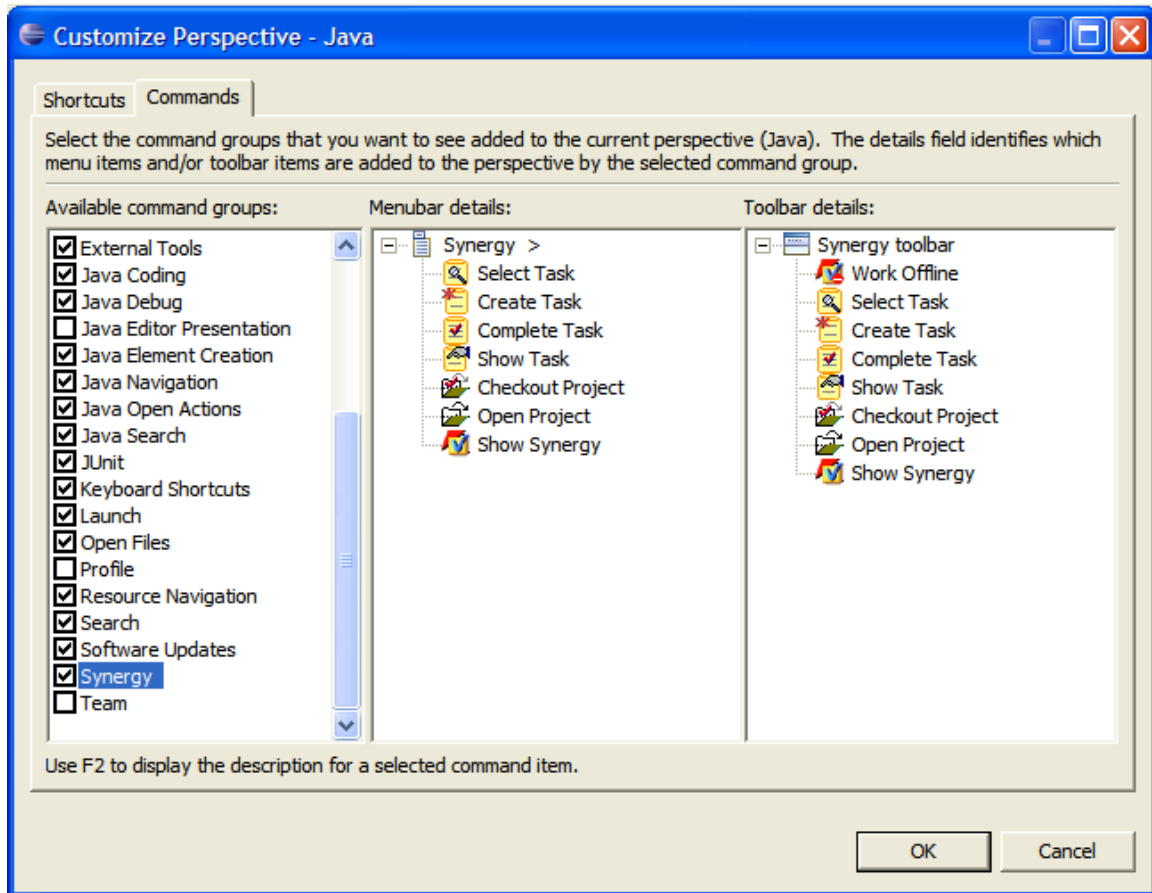 Customize Perspective - Java
Shortcuts Commands
Select the command groups that you want to see added to the current perspective (Java). The details field identifies which
menu items and/or toolbar items are added to the perspective by the selected command group.
Available command groups:
External Tools
Java Coding
Java Debug
Java Editor Presentation
Java Element Creation
Java Navigation
Java Open Actions
Java Search
JUnit
Keyboard Shortcuts
Launch
Open Files
Profile
Resource Navigation
Search
Software Updates
Synergy
Team
Menubar details:
Synergy >
Select Task
Create Task
Complete Task
Show Task
Checkout Project
Open Project
Show Synergy
Toolbar details:
Synergy toolbar
Work Offline
Select Task
Create Task
Complete Task
Show Task
Checkout Project
Open Project
Show Synergy
Use F2 to display the description for a selected command item.
OK
Cancel